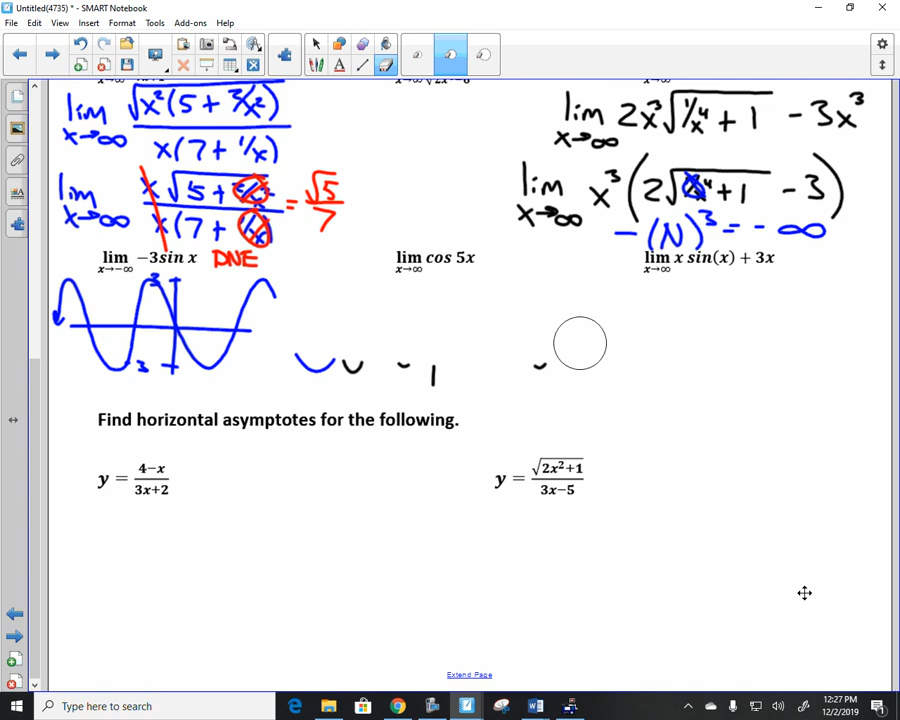 Untitled(4735) * - SMART Notebook
File Edit View Insert Format Tools Add-ons Help
lim x→∞ √x²(5 + 3/x²) / x(7 + 1/x)
lim x→∞ 2x³√1/x⁴ + 1 - 3x³
lim x→∞ x√5 + 3/x² / x(7 + 1/x) = √5/7
lim x→∞ x³(2√1/x⁴ + 1 - 3)
-(N)³ = -∞
lim x→-∞ -3sin x DNE
lim x→∞ cos 5x
lim x→∞ x sin(x) + 3x
3
-3
1
Find horizontal asymptotes for the following.
y = 4−x / 3x+2
y = √2x²+1 / 3x−5
Extend Page
Type here to search
12:27 PM
12/2/2019
1